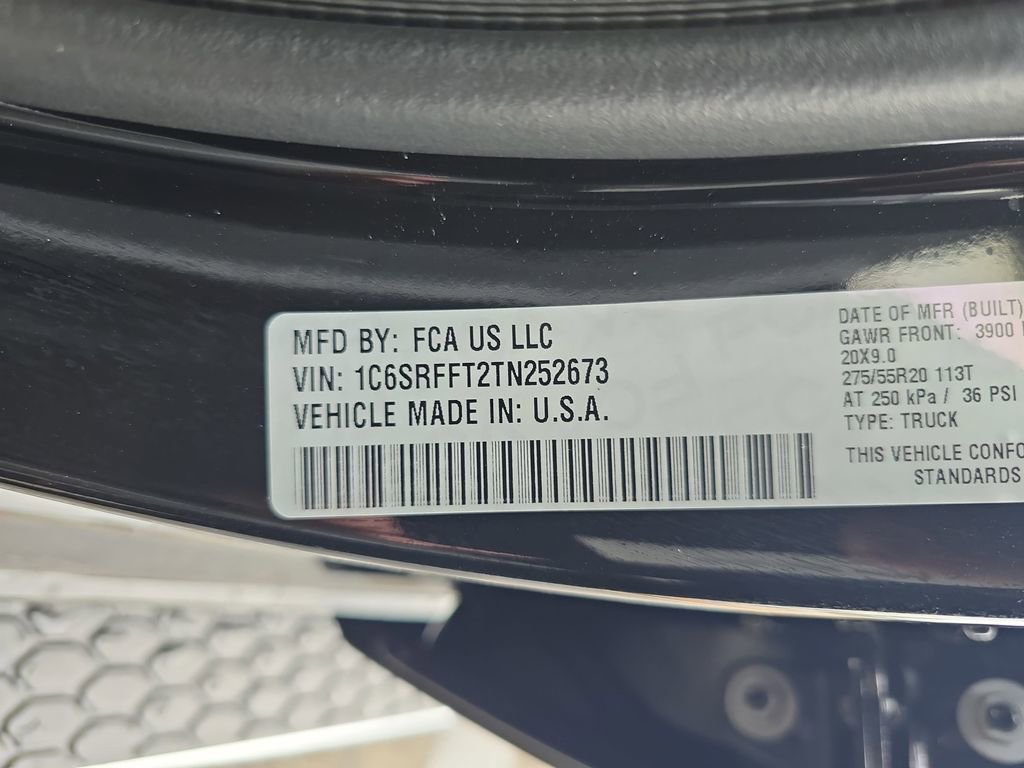 MFD BY: FCA US LLC
VIN: 1C6SRFFT2TN252673
VEHICLE MADE IN: U.S.A.
DATE OF MFR (BUILT)
GAWR FRONT: 3900
20X9.0
275/55R20 113T
AT 250 kPa / 36 PSI
TYPE: TRUCK
THIS VEHICLE CONFO
STANDARDS